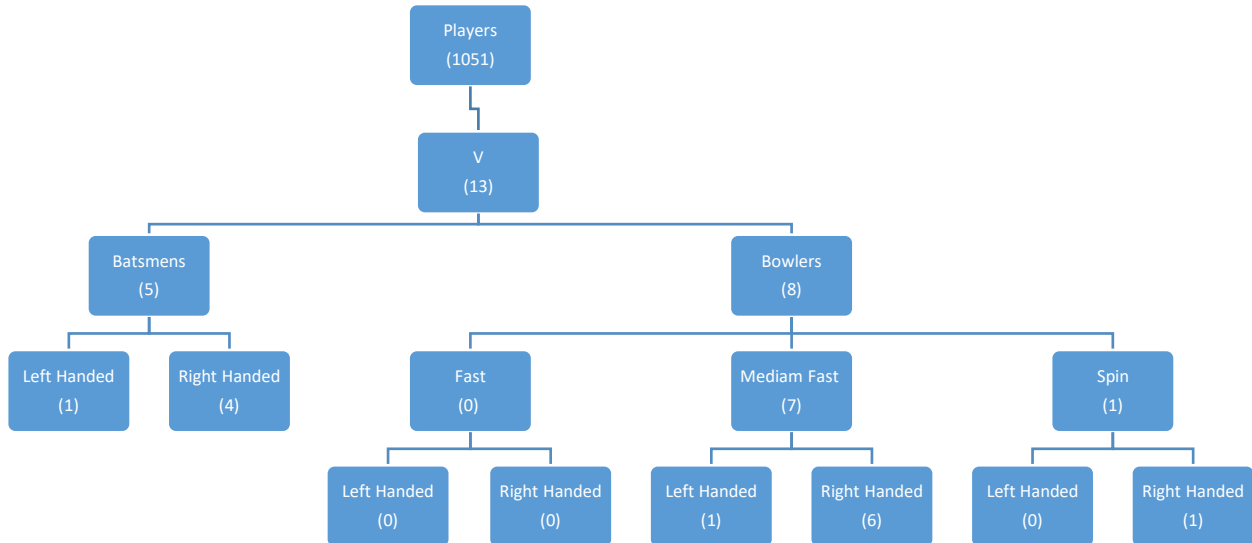 Players
(1051)
V
(13)
Batsmens
(5)
Bowlers
(8)
Left Handed
(1)
Right Handed
(4)
Fast
(0)
Mediam Fast
(7)
Spin
(1)
Left Handed
(0)
Right Handed
(0)
Left Handed
(1)
Right Handed
(6)
Left Handed
(0)
Right Handed
(1)